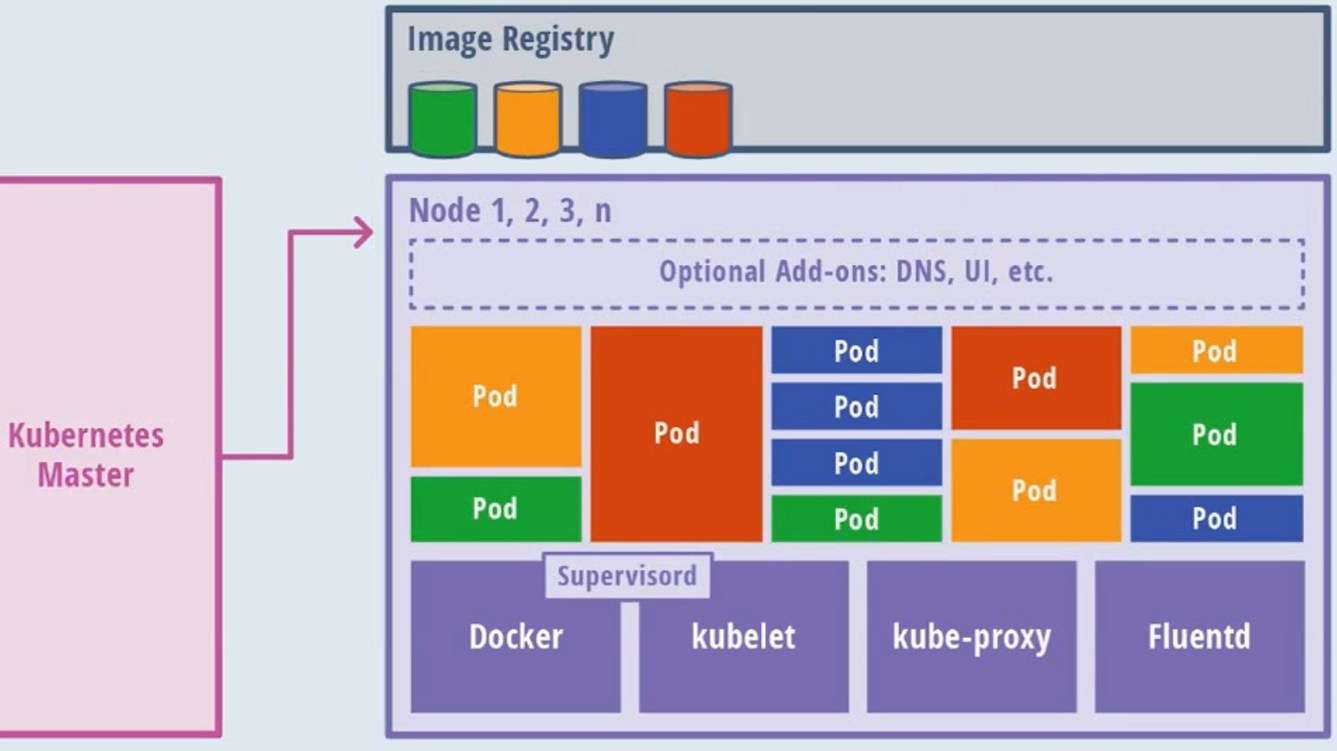 Image Registry
Kubernetes
Master
Node 1, 2, 3, n
Optional Add-ons: DNS, UI, etc.
Pod
Pod
Pod
Pod
Pod
Pod
Pod
Pod
Pod
Pod
Pod
Pod
Supervisord
Docker
kubelet
kube-proxy
Fluentd